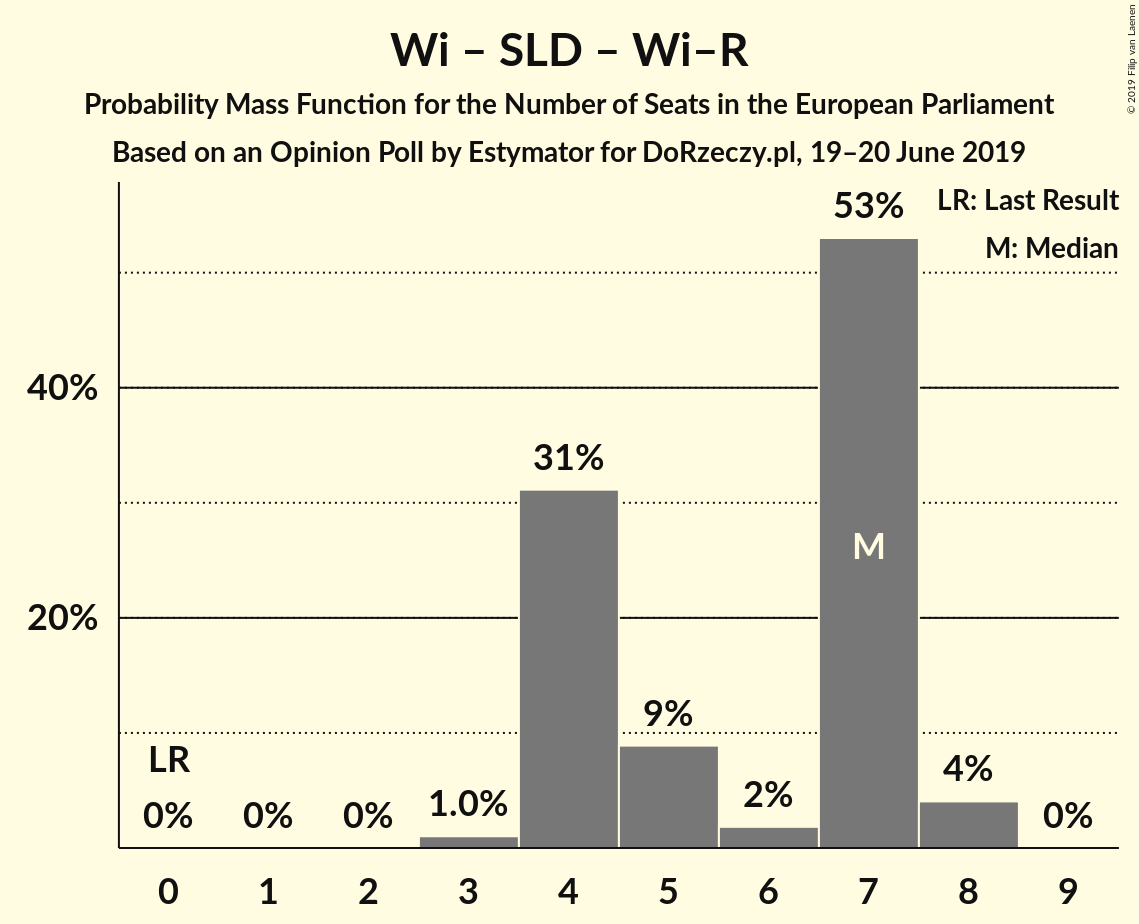 Wi – SLD – Wi–R
Probability Mass Function for the Number of Seats in the European Parliament
Based on an Opinion Poll by Estymator for DoRzeczy.pl, 19–20 June 2019
© 2019 Filip van Laenen
LR: Last Result
M: Median
53%
40%
31%
M
20%
9%
LR
4%
2%
1.0%
0% 0% 0% 0%
0 1 2 3 4 5 6 7 8 9